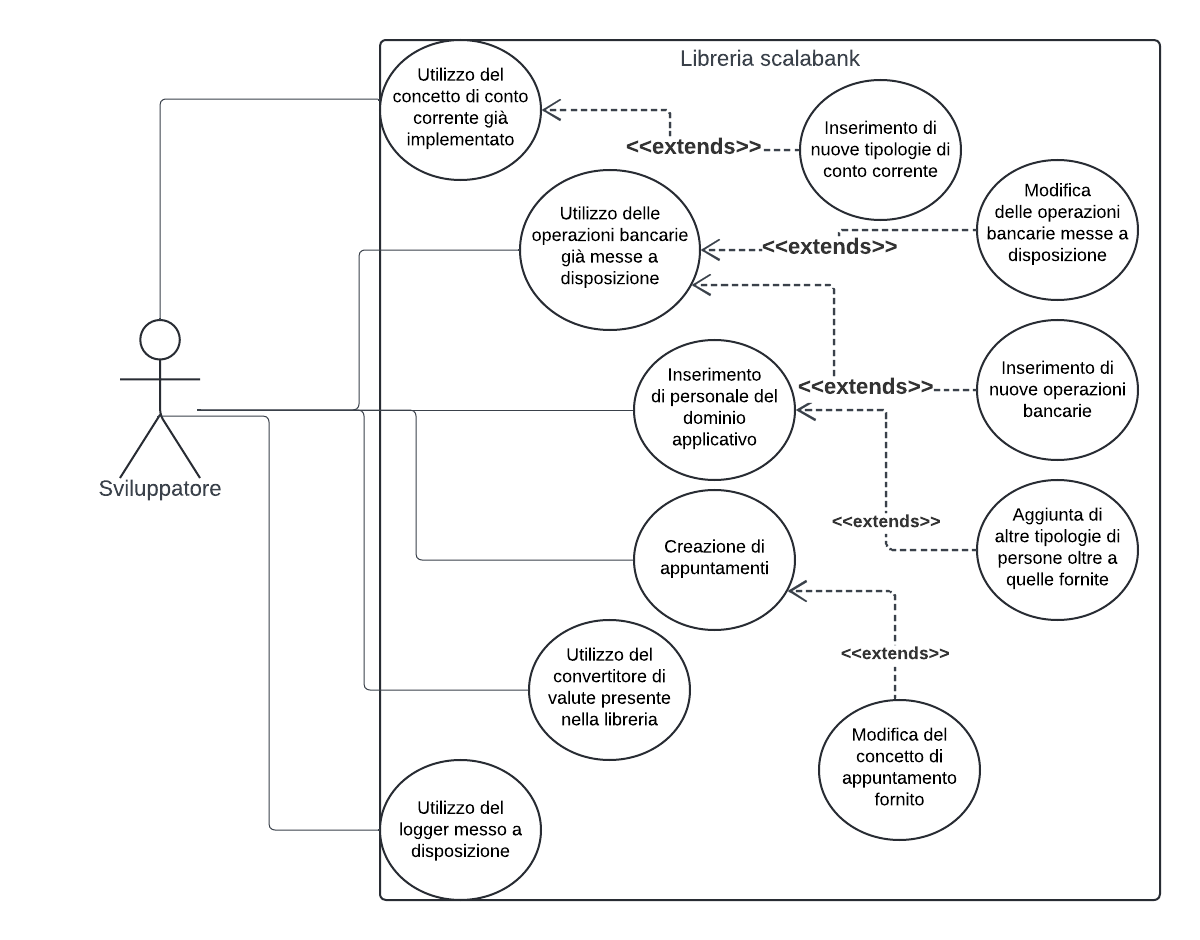 Libreria scalabank
Utilizzo del
concetto di conto
corrente già
implementato
<<extends>>
Inserimento di
nuove tipologie di
conto corrente
Utilizzo delle
operazioni bancarie
già messe a
disposizione
<<extends>>
Modifica
delle operazioni
bancarie messe a
disposizione
<<extends>>
Inserimento di
nuove operazioni
bancarie
Inserimento
di personale del
dominio
applicativo
<<extends>>
Aggiunta di
altre tipologie di
persone oltre a
quelle fornite
Sviluppatore
Creazione di
appuntamenti
<<extends>>
Modifica del
concetto di
appuntamento
fornito
Utilizzo del
convertitore di
valute presente
nella libreria
Utilizzo del
logger messo a
disposizione